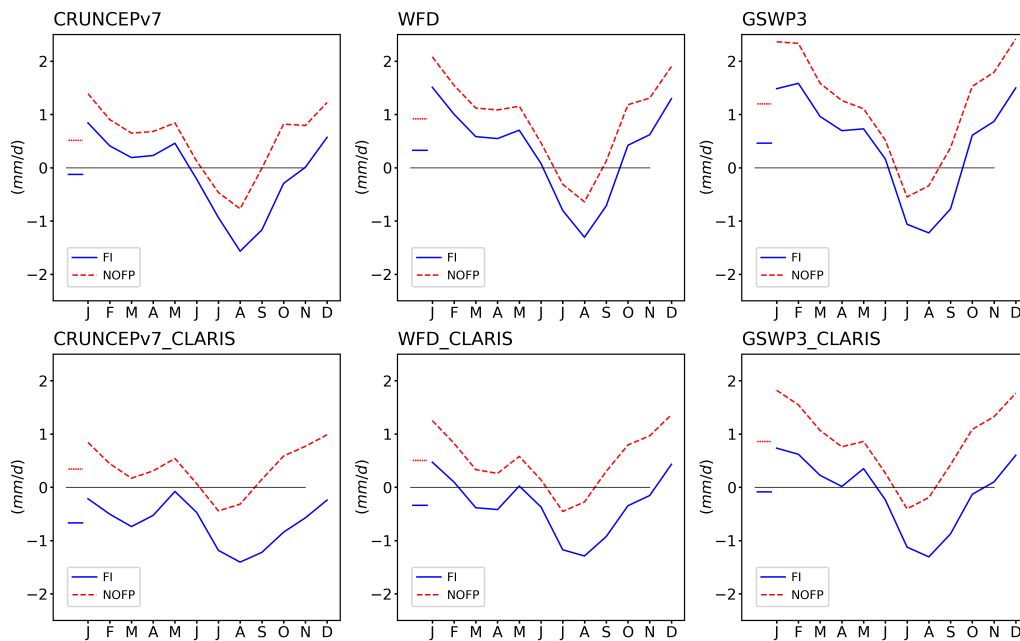 CRUNCEPv7 WFD GSWP3
(mm/d) 2 1 0 −1 −2 FI NOFP J F M A M J J A S O N D
(mm/d) 2 1 0 −1 −2 FI NOFP J F M A M J J A S O N D
(mm/d) 2 1 0 −1 −2 FI NOFP J F M A M J J A S O N D
CRUNCEPv7_CLARIS WFD_CLARIS GSWP3_CLARIS
(mm/d) 2 1 0 −1 −2 FI NOFP J F M A M J J A S O N D
(mm/d) 2 1 0 −1 −2 FI NOFP J F M A M J J A S O N D
(mm/d) 2 1 0 −1 −2 FI NOFP J F M A M J J A S O N D